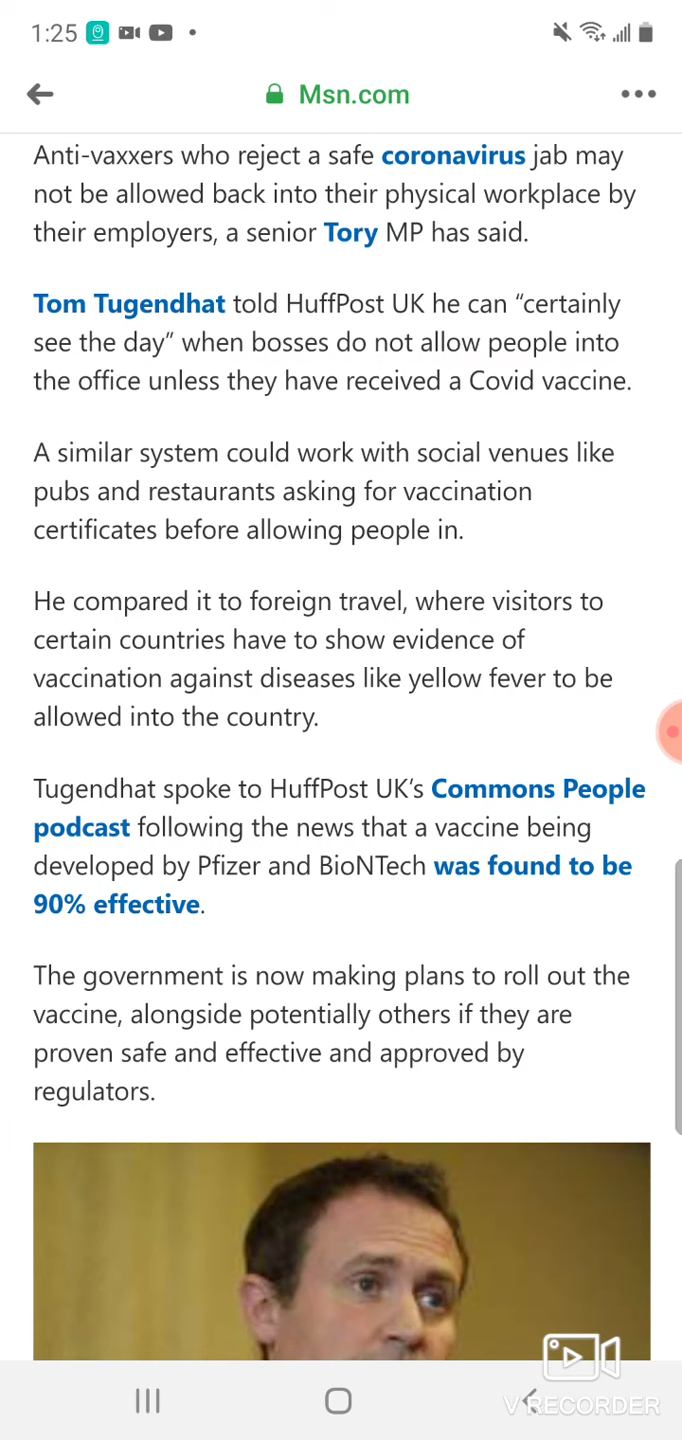 1:25
Msn.com
Anti-vaxxers who reject a safe coronavirus jab may
not be allowed back into their physical workplace by
their employers, a senior Tory MP has said.
Tom Tugendhat told HuffPost UK he can “certainly
see the day” when bosses do not allow people into
the office unless they have received a Covid vaccine.
A similar system could work with social venues like
pubs and restaurants asking for vaccination
certificates before allowing people in.
He compared it to foreign travel, where visitors to
certain countries have to show evidence of
vaccination against diseases like yellow fever to be
allowed into the country.
Tugendhat spoke to HuffPost UK’s Commons People
podcast following the news that a vaccine being
developed by Pfizer and BioNTech was found to be
90% effective.
The government is now making plans to roll out the
vaccine, alongside potentially others if they are
proven safe and effective and approved by
regulators.
V RECORDER